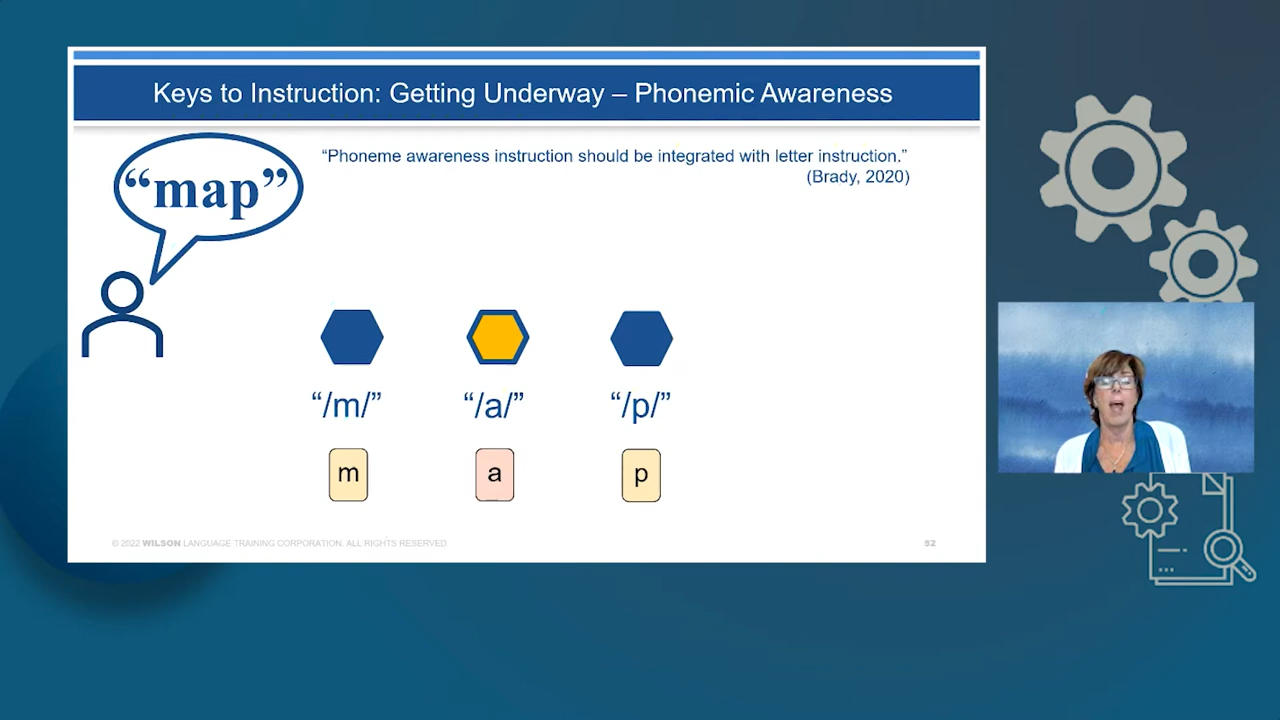 Keys to Instruction: Getting Underway – Phonemic Awareness
“map”
“Phoneme awareness instruction should be integrated with letter instruction.”
(Brady, 2020)
“/m/” “/a/” “/p/”
m a p
© 2022 WILSON LANGUAGE TRAINING CORPORATION. ALL RIGHTS RESERVED. 52